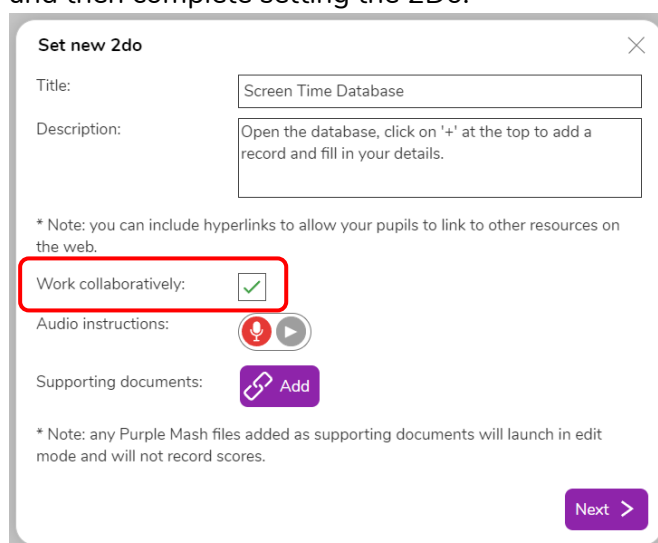 and then complete setting the 2Do.
Set new 2do
Title:
Screen Time Database
Description:
Open the database, click on '+' at the top to add a
record and fill in your details.
* Note: you can include hyperlinks to allow your pupils to link to other resources on
the web.
Work collaboratively:
Audio instructions:
Supporting documents:
Add
* Note: any Purple Mash files added as supporting documents will launch in edit
mode and will not record scores.
Next